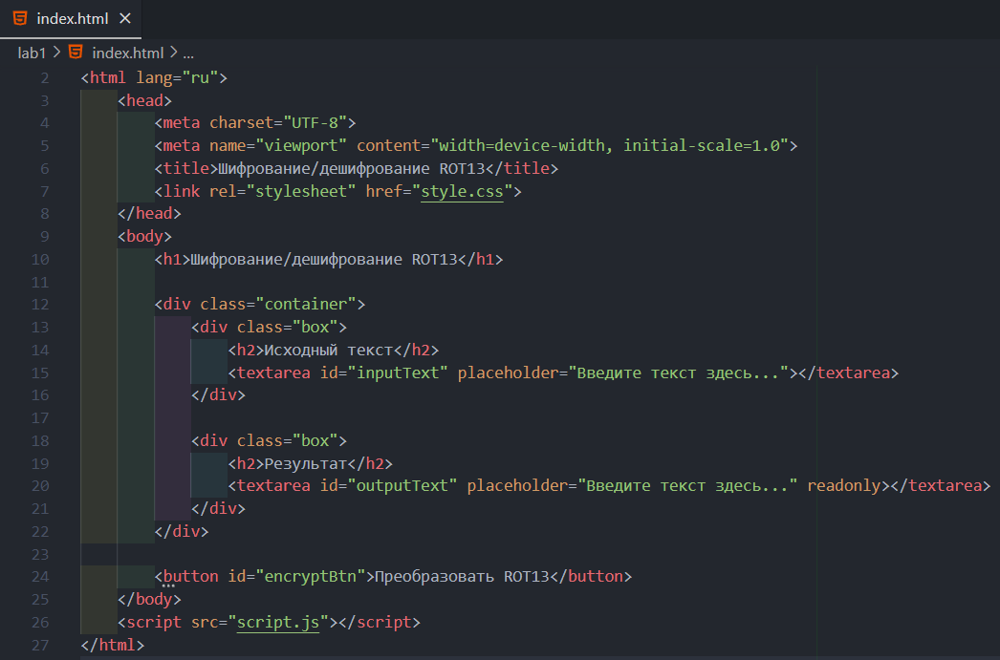 index.html ×
lab1 > index.html > ...
2 <html lang="ru">
3 <head>
4 <meta charset="UTF-8">
5 <meta name="viewport" content="width=device-width, initial-scale=1.0">
6 <title>Шифрование/дешифрование ROT13</title>
7 <link rel="stylesheet" href="style.css">
8 </head>
9 <body>
10 <h1>Шифрование/дешифрование ROT13</h1>
11
12 <div class="container">
13 <div class="box">
14 <h2>Исходный текст</h2>
15 <textarea id="inputText" placeholder="Введите текст здесь..."></textarea>
16 </div>
17
18 <div class="box">
19 <h2>Результат</h2>
20 <textarea id="outputText" placeholder="Введите текст здесь..." readonly></textarea>
21 </div>
22 </div>
23
24 <button id="encryptBtn">Преобразовать ROT13</button>
25 </body>
26 <script src="script.js"></script>
27 </html>